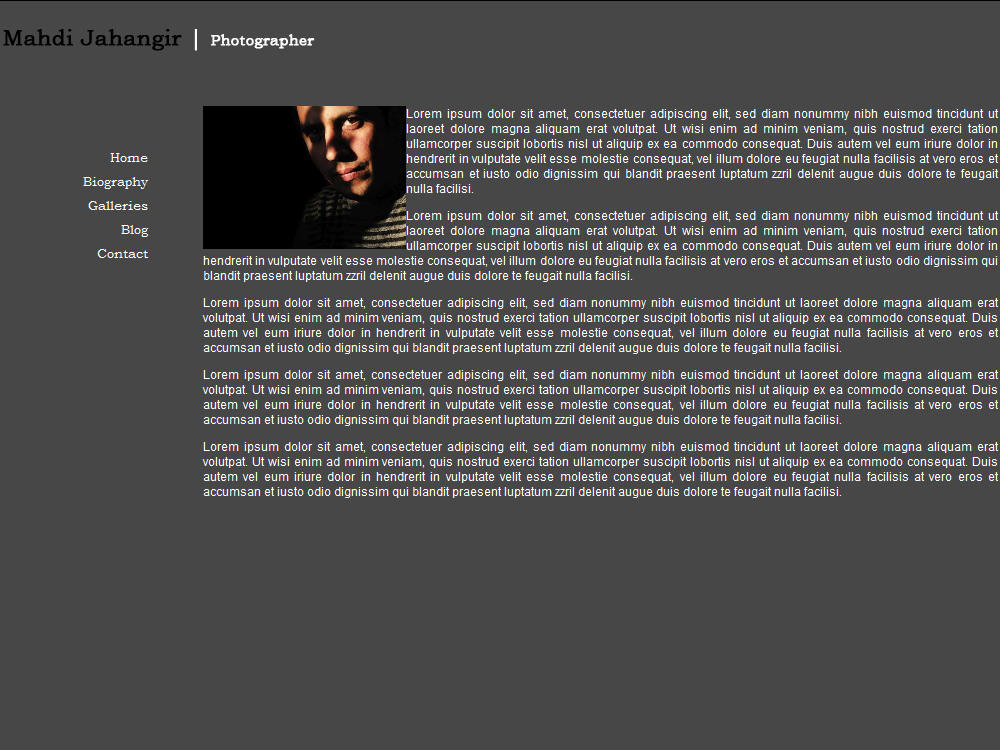 Mahdi Jahangir | Photographer
Home
Biography
Galleries
Blog
Contact
Lorem ipsum dolor sit amet, consectetuer adipiscing elit, sed diam nonummy nibh euismod tincidunt ut
laoreet dolore magna aliquam erat volutpat. Ut wisi enim ad minim veniam, quis nostrud exerci tation
ullamcorper suscipit lobortis nisl ut aliquip ex ea commodo consequat. Duis autem vel eum iriure dolor in
hendrerit in vulputate velit esse molestie consequat, vel illum dolore eu feugiat nulla facilisis at vero eros et
accumsan et iusto odio dignissim qui blandit praesent luptatum zzril delenit augue duis dolore te feugait
nulla facilisi.
Lorem ipsum dolor sit amet, consectetuer adipiscing elit, sed diam nonummy nibh euismod tincidunt ut
laoreet dolore magna aliquam erat volutpat. Ut wisi enim ad minim veniam, quis nostrud exerci tation
ullamcorper suscipit lobortis nisl ut aliquip ex ea commodo consequat. Duis autem vel eum iriure dolor in
hendrerit in vulputate velit esse molestie consequat, vel illum dolore eu feugiat nulla facilisis at vero eros et accumsan et iusto odio dignissim qui
blandit praesent luptatum zzril delenit augue duis dolore te feugait nulla facilisi.
Lorem ipsum dolor sit amet, consectetuer adipiscing elit, sed diam nonummy nibh euismod tincidunt ut laoreet dolore magna aliquam erat
volutpat. Ut wisi enim ad minim veniam, quis nostrud exerci tation ullamcorper suscipit lobortis nisl ut aliquip ex ea commodo consequat. Duis
autem vel eum iriure dolor in hendrerit in vulputate velit esse molestie consequat, vel illum dolore eu feugiat nulla facilisis at vero eros et
accumsan et iusto odio dignissim qui blandit praesent luptatum zzril delenit augue duis dolore te feugait nulla facilisi.
Lorem ipsum dolor sit amet, consectetuer adipiscing elit, sed diam nonummy nibh euismod tincidunt ut laoreet dolore magna aliquam erat
volutpat. Ut wisi enim ad minim veniam, quis nostrud exerci tation ullamcorper suscipit lobortis nisl ut aliquip ex ea commodo consequat. Duis
autem vel eum iriure dolor in hendrerit in vulputate velit esse molestie consequat, vel illum dolore eu feugiat nulla facilisis at vero eros et
accumsan et iusto odio dignissim qui blandit praesent luptatum zzril delenit augue duis dolore te feugait nulla facilisi.
Lorem ipsum dolor sit amet, consectetuer adipiscing elit, sed diam nonummy nibh euismod tincidunt ut laoreet dolore magna aliquam erat
volutpat. Ut wisi enim ad minim veniam, quis nostrud exerci tation ullamcorper suscipit lobortis nisl ut aliquip ex ea commodo consequat. Duis
autem vel eum iriure dolor in hendrerit in vulputate velit esse molestie consequat, vel illum dolore eu feugiat nulla facilisis at vero eros et
accumsan et iusto odio dignissim qui blandit praesent luptatum zzril delenit augue duis dolore te feugait nulla facilisi.